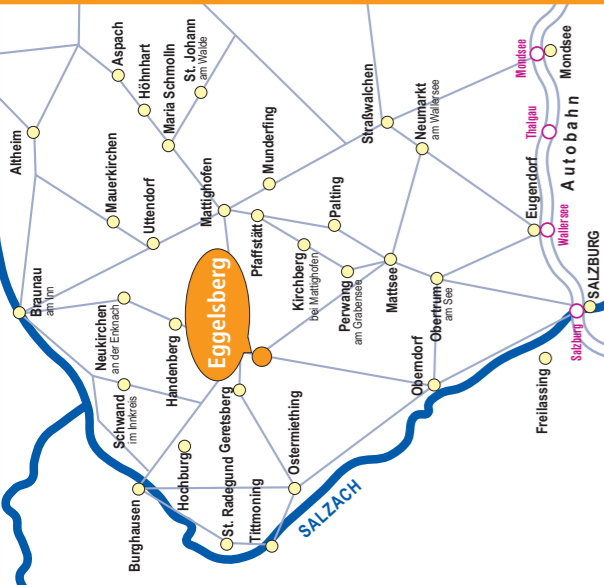 Altheim
Aspach
Höhnhart
Maria Schmolln
St. Johann
am Walde
Mauerkirchen
Uttendorf
Mattighofen
Munderfing
Straßwalchen
Neumarkt
am Wallersee
Mondsee
Mondsee
Thalgau
Autobahn
Eugendorf
Wallersee
Braunau
am Inn
Neukirchen
an der Enknach
Pfaffstätt
Palting
Kirchberg
bei Mattighofen
Perwang
am Grabensee
Mattsee
Obertrum
am See
SALZBURG
Salzburg
Eggelsberg
Handenberg
Schwand
im Innkreis
Geretsberg
Oberndorf
Freilassing
Hochburg
Burghausen
St. Radegund
Ostermiething
Tittmoning
SALZACH